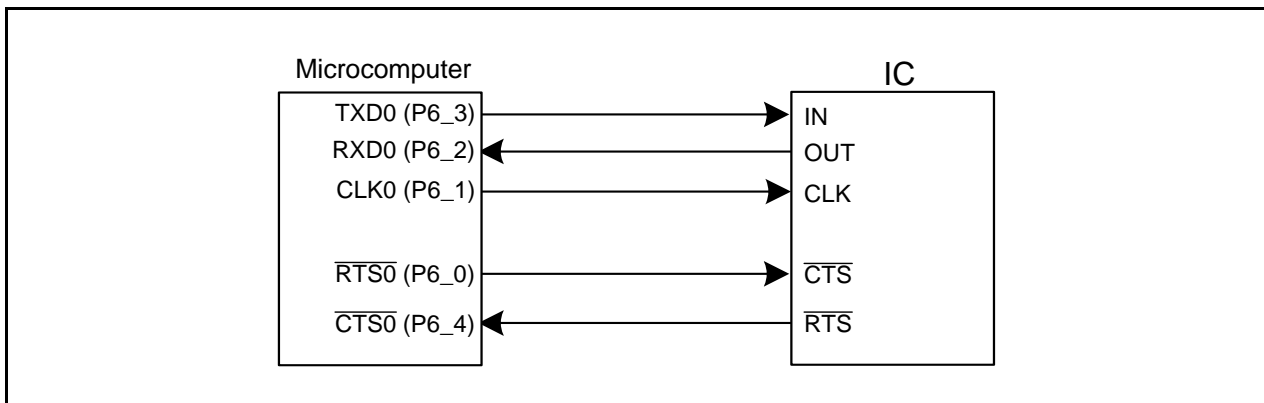 Microcomputer
IC
TXD0 (P6_3)
IN
RXD0 (P6_2)
OUT
CLK0 (P6_1)
CLK
RTS0 (P6_0)
CTS
CTS0 (P6_4)
RTS